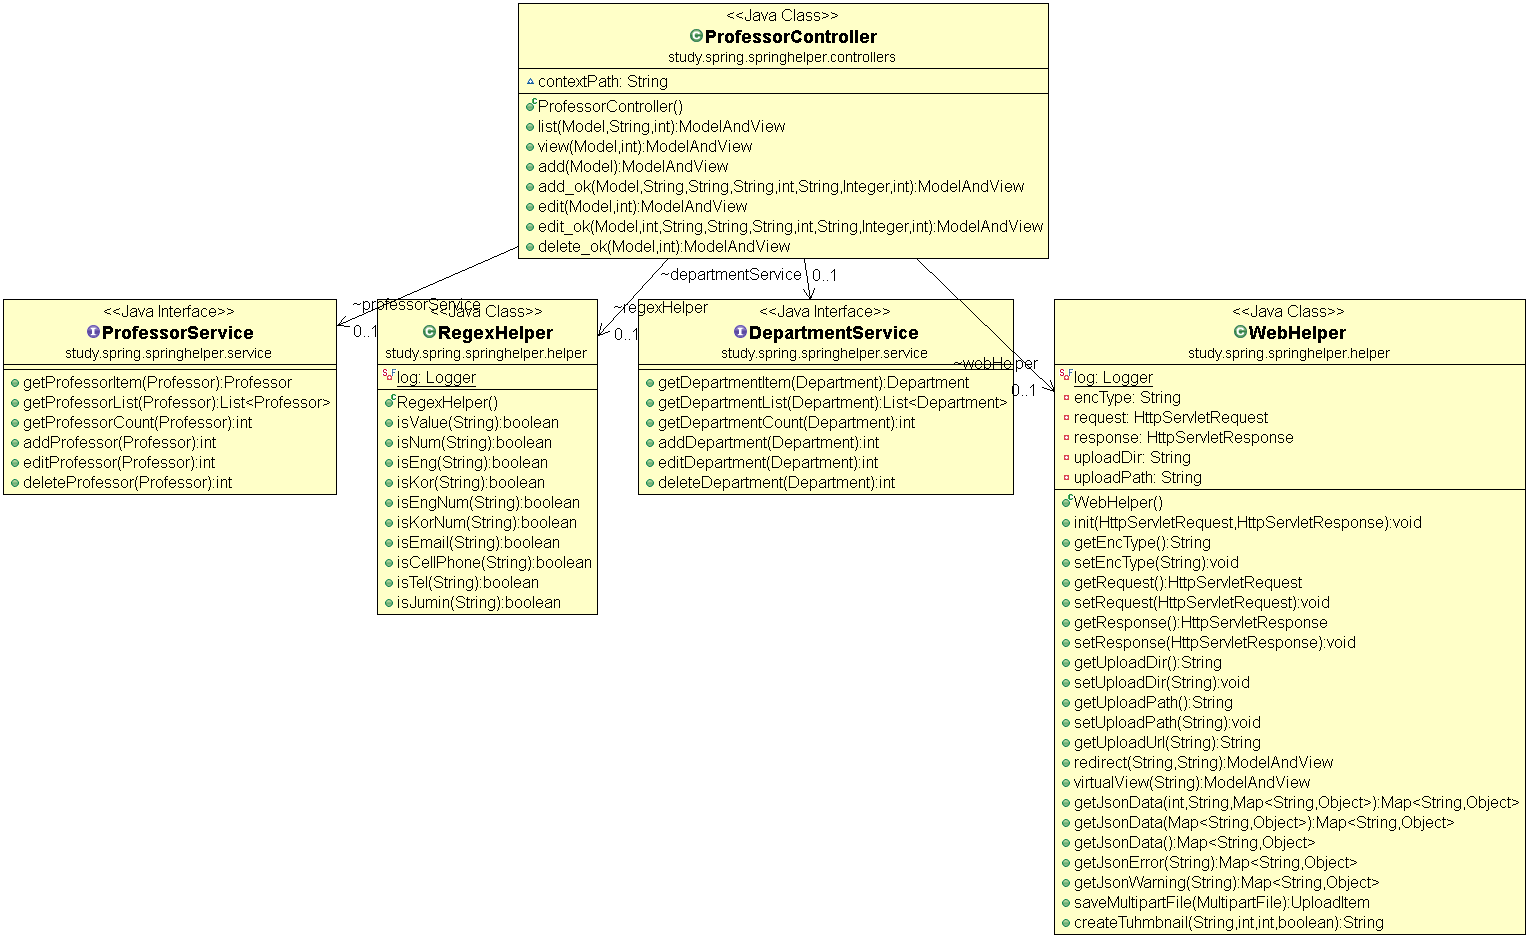 <<Java Class>>
ProfessorController
study.spring.springhelper.controllers
contextPath: String
ProfessorController()
list(Model,String,int):ModelAndView
view(Model,int):ModelAndView
add(Model):ModelAndView
add_ok(Model,String,String,String,int,String,Integer,int):ModelAndView
edit(Model,int):ModelAndView
edit_ok(Model,int,String,String,String,int,String,Integer,int):ModelAndView
delete_ok(Model,int):ModelAndView
~professorService
0..1
~regexHelper
0..1
~departmentService
0..1
~webHelper
0..1
<<Java Interface>>
ProfessorService
study.spring.springhelper.service
getProfessorItem(Professor):Professor
getProfessorList(Professor):List<Professor>
getProfessorCount(Professor):int
addProfessor(Professor):int
editProfessor(Professor):int
deleteProfessor(Professor):int
<<Java Class>>
RegexHelper
study.spring.springhelper.helper
log: Logger
RegexHelper()
isValue(String):boolean
isNum(String):boolean
isEng(String):boolean
isKor(String):boolean
isEngNum(String):boolean
isKorNum(String):boolean
isEmail(String):boolean
isCellPhone(String):boolean
isTel(String):boolean
isJumin(String):boolean
<<Java Interface>>
DepartmentService
study.spring.springhelper.service
getDepartmentItem(Department):Department
getDepartmentList(Department):List<Department>
getDepartmentCount(Department):int
addDepartment(Department):int
editDepartment(Department):int
deleteDepartment(Department):int
<<Java Class>>
WebHelper
study.spring.springhelper.helper
log: Logger
encType: String
request: HttpServletRequest
response: HttpServletResponse
uploadDir: String
uploadPath: String
WebHelper()
init(HttpServletRequest,HttpServletResponse):void
getEncType():String
setEncType(String):void
getRequest():HttpServletRequest
setRequest(HttpServletRequest):void
getResponse():HttpServletResponse
setResponse(HttpServletResponse):void
getUploadDir():String
setUploadDir(String):void
getUploadPath():String
setUploadPath(String):void
getUploadUrl(String):String
redirect(String,String):ModelAndView
virtualView(String):ModelAndView
getJsonData(int,String,Map<String,Object>):Map<String,Object>
getJsonData(Map<String,Object>):Map<String,Object>
getJsonData():Map<String,Object>
getJsonError(String):Map<String,Object>
getJsonWarning(String):Map<String,Object>
saveMultipartFile(MultipartFile):UploadItem
createTuhmbnail(String,int,int,boolean):String